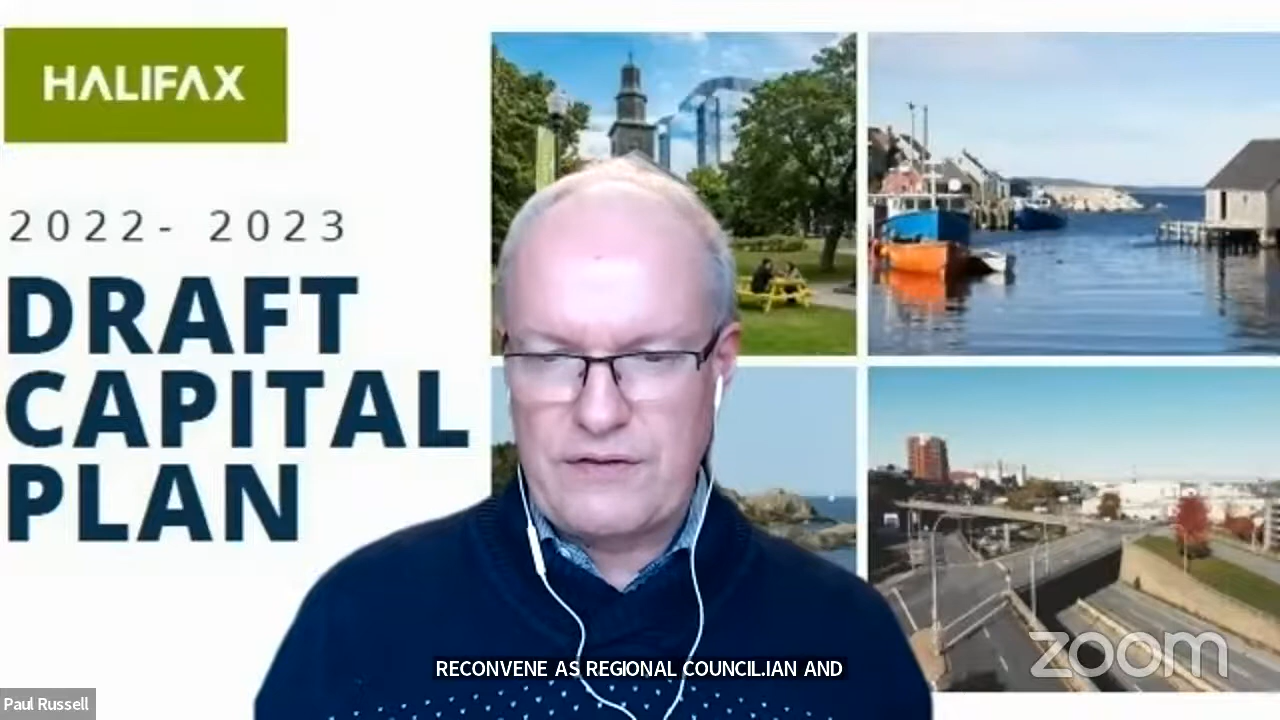 HALIFAX
2022- 2023
DRAFT
CAPITAL
PLAN
RECONVENE AS REGIONAL COUNCIL.IAN AND
zoom
Paul Russell